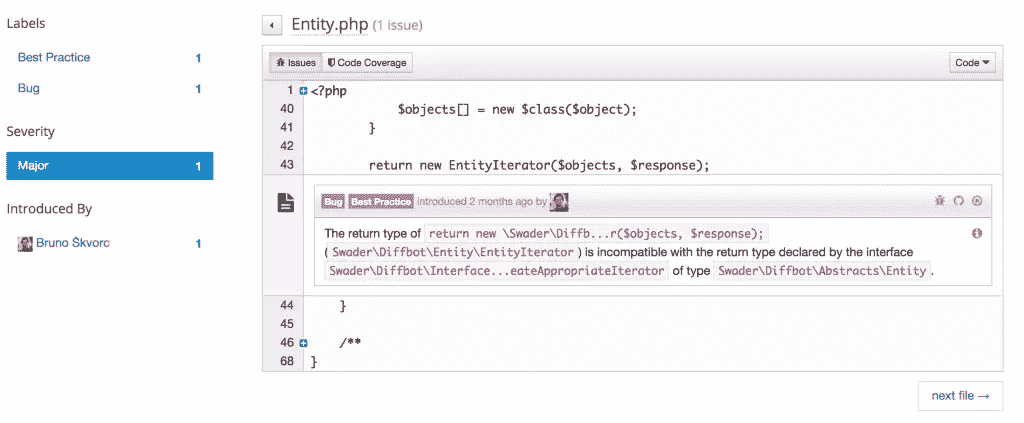 Labels
Best Practice 1
Bug 1
Severity
Major 1
Introduced By
Bruno Skvorc 1
Entity.php (1 issue)
Issues Code Coverage Code
1 <?php
40 $objects[] = new $class($object);
41 }
42
43 return new EntityIterator($objects, $response);
Bug Best Practice Introduced 2 months ago by
The return type of return new \Swader\Diffb...r($objects, $response);
( Swader\Diffbot\Entity\EntityIterator ) is incompatible with the return type declared by the interface
Swader\Diffbot\Interface...eateAppropriateIterator of type Swader\Diffbot\Abstracts\Entity .
44 }
45
46 /**
68 }
next file →